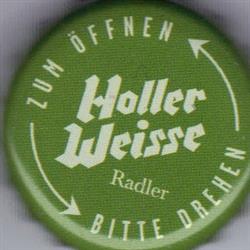 ZUM ÖFFNEN
Holler
Weisse
Radler
BITTE DREHEN